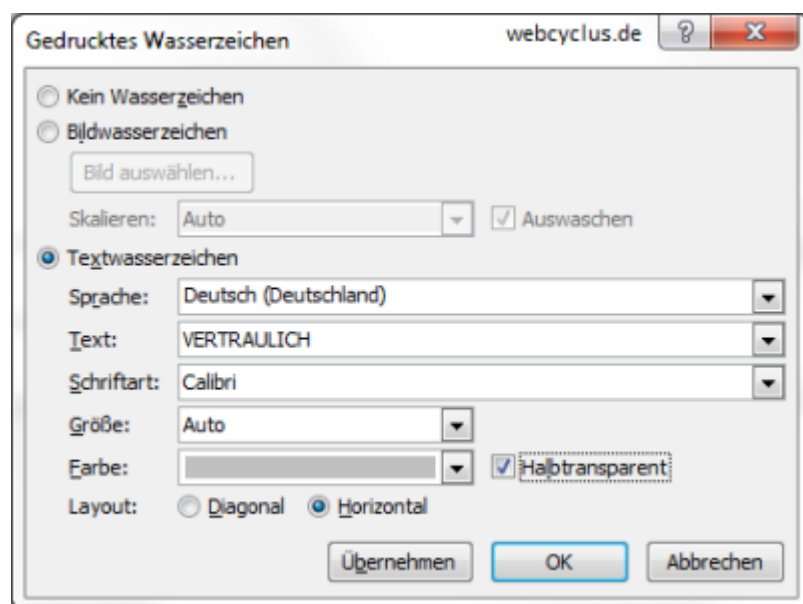 Gedrucktes Wasserzeichen webcyclus.de ? x
Kein Wasserzeichen
Bildwasserzeichen
Bild auswählen...
Skalieren: Auto Auswaschen
Textwasserzeichen
Sprache: Deutsch (Deutschland)
Text: VERTRAULICH
Schriftart: Calibri
Größe: Auto
Farbe: Halbtransparent
Layout: Diagonal Horizontal
Übernehmen OK Abbrechen